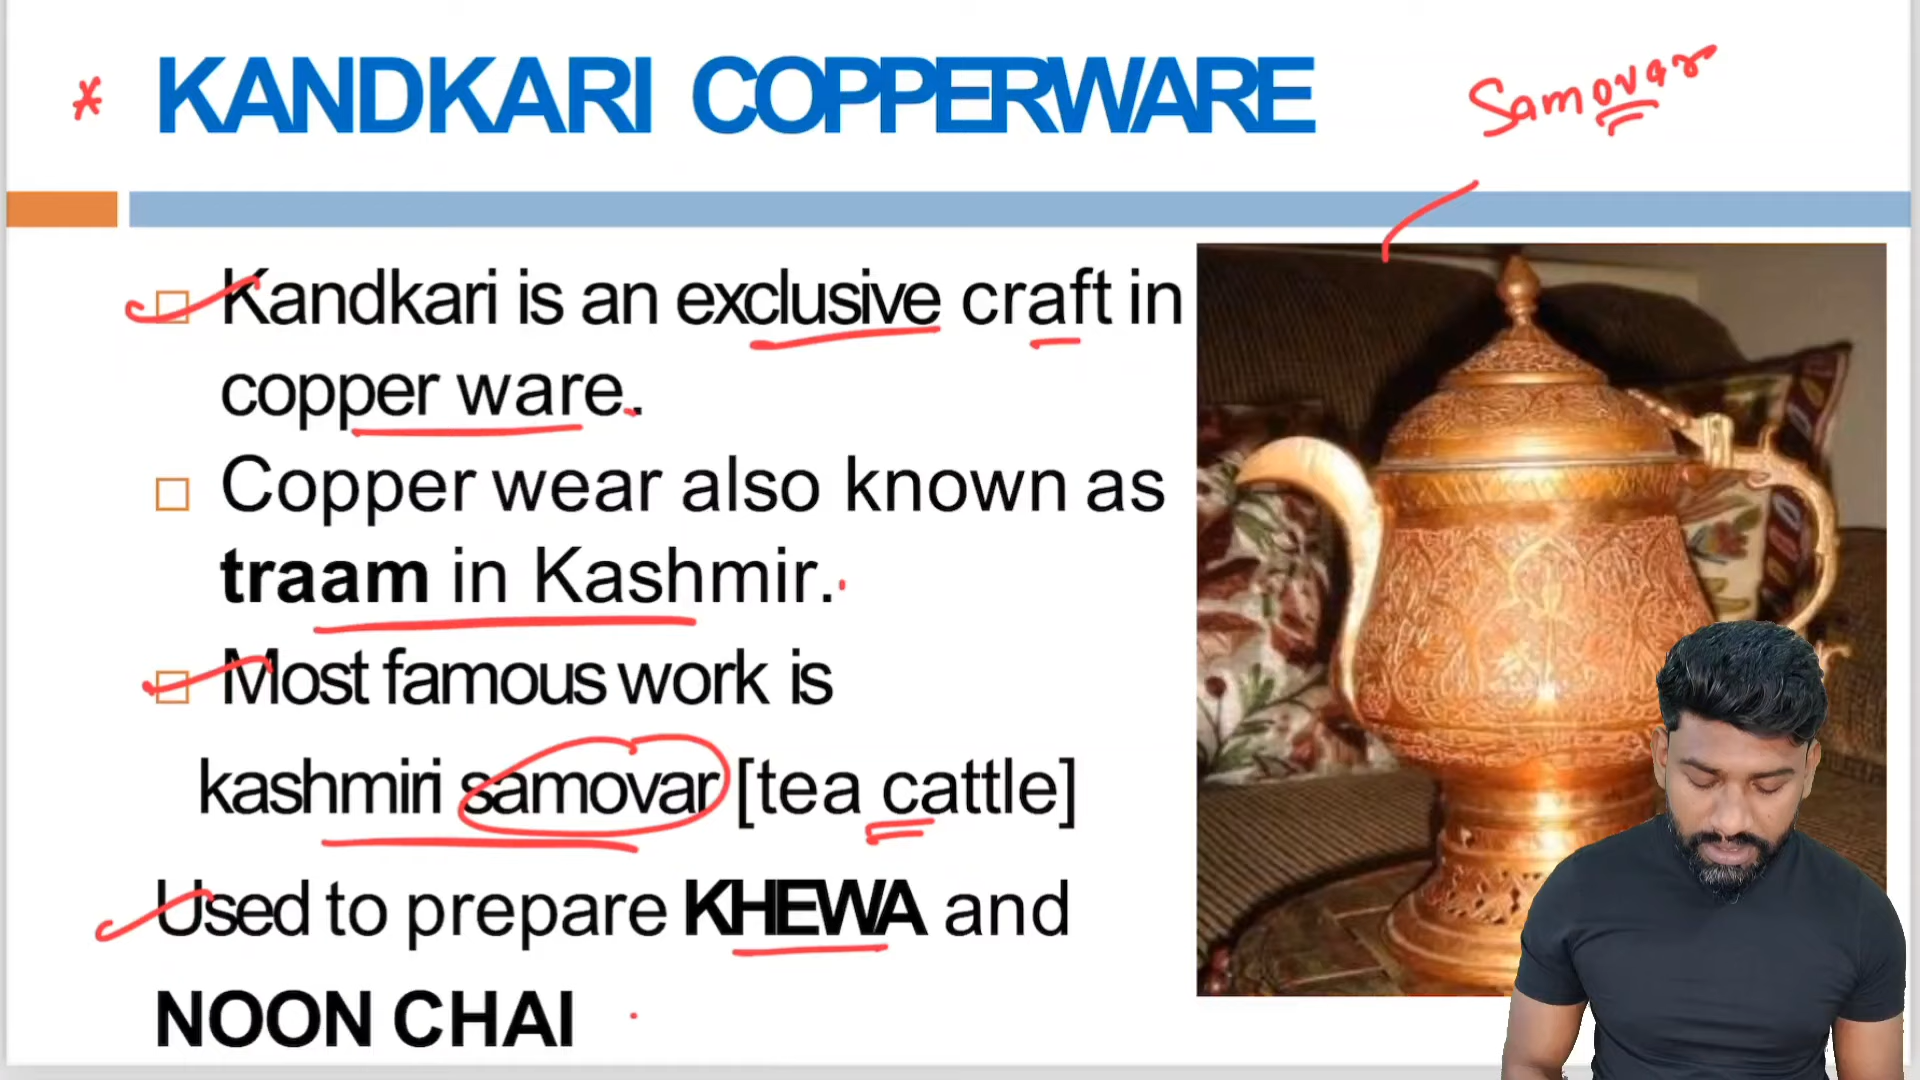 * KANDKARI COPPERWARE
Samovar
Kandkari is an exclusive craft in
copper ware.
Copper wear also known as
traam in Kashmir.
Most famous work is
kashmiri samovar [tea cattle]
Used to prepare KHEWA and
NOON CHAI